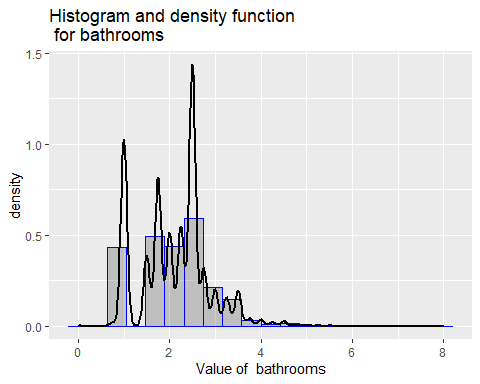 Histogram and density function
for bathrooms
1.5
1.0
0.5
0.0
density
0 2 4 6 8
Value of bathrooms